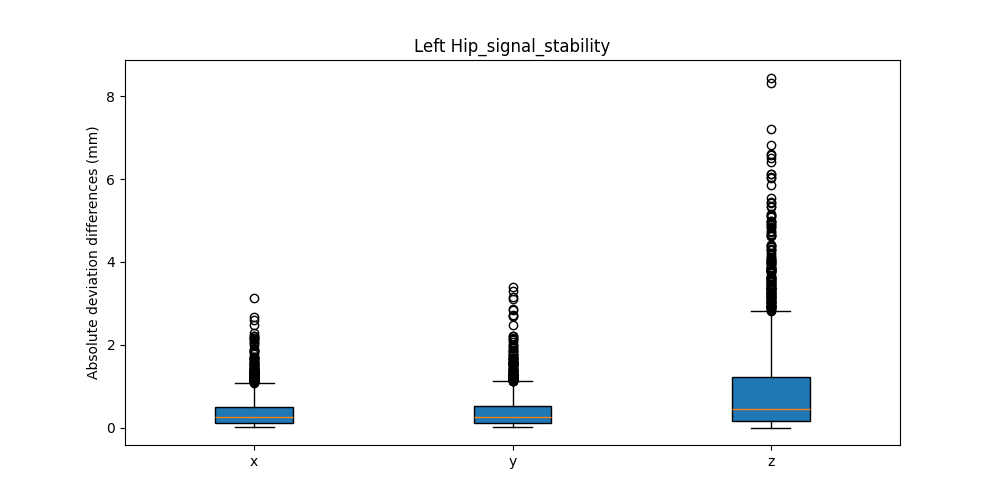 Left Hip_signal_stability
Absolute deviation differences (mm)
8
6
4
2
0
x y z